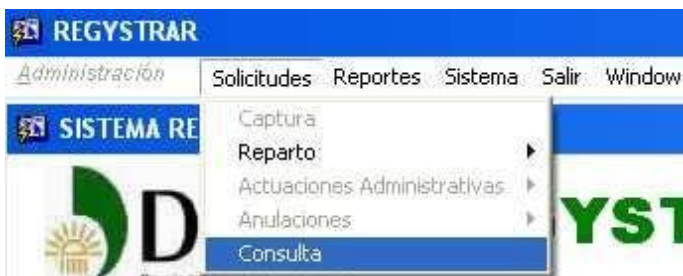 REGYSTRAR
Administración Solicitudes Reportes Sistema Salir Window
SISTEMA RE
Captura
Reparto
Actuaciones Administrativas
Anulaciones
Consulta
D YST